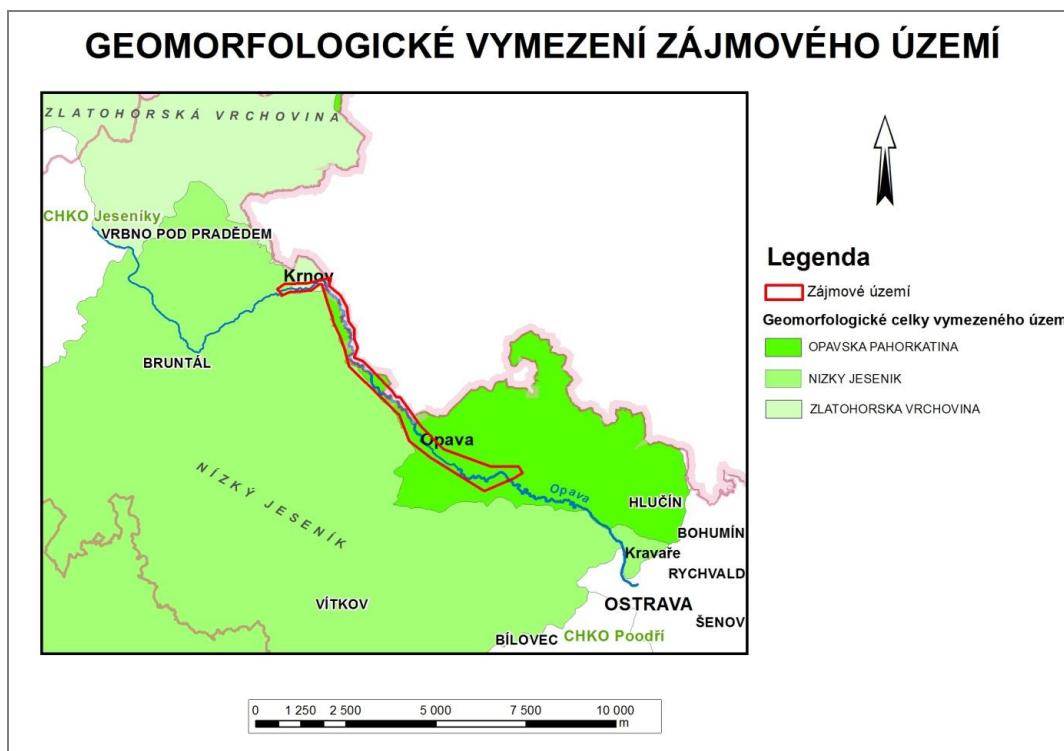 GEOMORFOLOGICKÉ VYMEZENÍ ZÁJMOVÉHO ÚZEMÍ
ZLATOHORSKÁ VRCHOVINA
CHKO Jeseníky
VRBNO POD PRADĚDEM
Krnov
BRUNTÁL
Opava
NÍZKÝ JESENÍK
Opava
HLUČÍN
BOHUMÍN
Kravaře
RYCHVALD
OSTRAVA
VÍTKOV
ŠENOV
BÍLOVEC
CHKO Poodří
Legenda
Zájmové území
Geomorfologické celky vymezeného územ
OPAVSKA PAHORKATINA
NIZKY JESENIK
ZLATOHORSKA VRCHOVINA
0 1 250 2 500 5 000 7 500 10 000
m